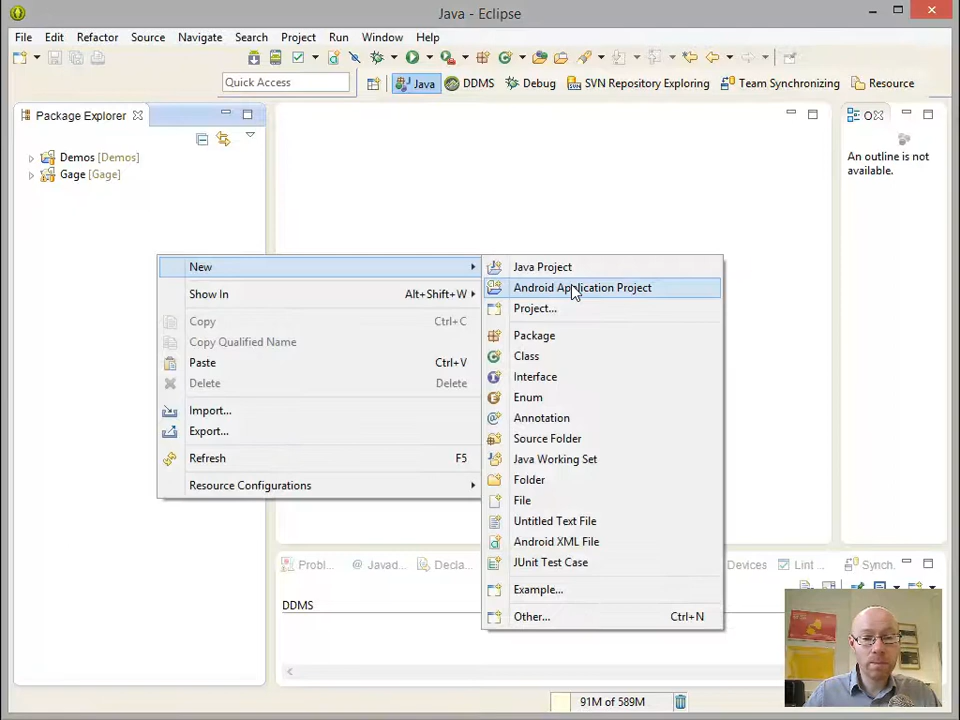 Java - Eclipse
File Edit Refactor Source Navigate Search Project Run Window Help
Quick Access Java DDMS Debug SVN Repository Exploring Team Synchronizing Resource
Package Explorer
Demos [Demos]
Gage [Gage]
O
An outline is not
available.
New
Show In Alt+Shift+W
Copy Ctrl+C
Copy Qualified Name
Paste Ctrl+V
Delete Delete
Import...
Export...
Refresh F5
Resource Configurations
Java Project
Android Application Project
Project...
Package
Class
Interface
Enum
Annotation
Source Folder
Java Working Set
Folder
File
Untitled Text File
Android XML File
JUnit Test Case
Example...
Other... Ctrl+N
Probl... @ Javad... Decla... Devices Lint ... Synch.
DDMS
91M of 589M